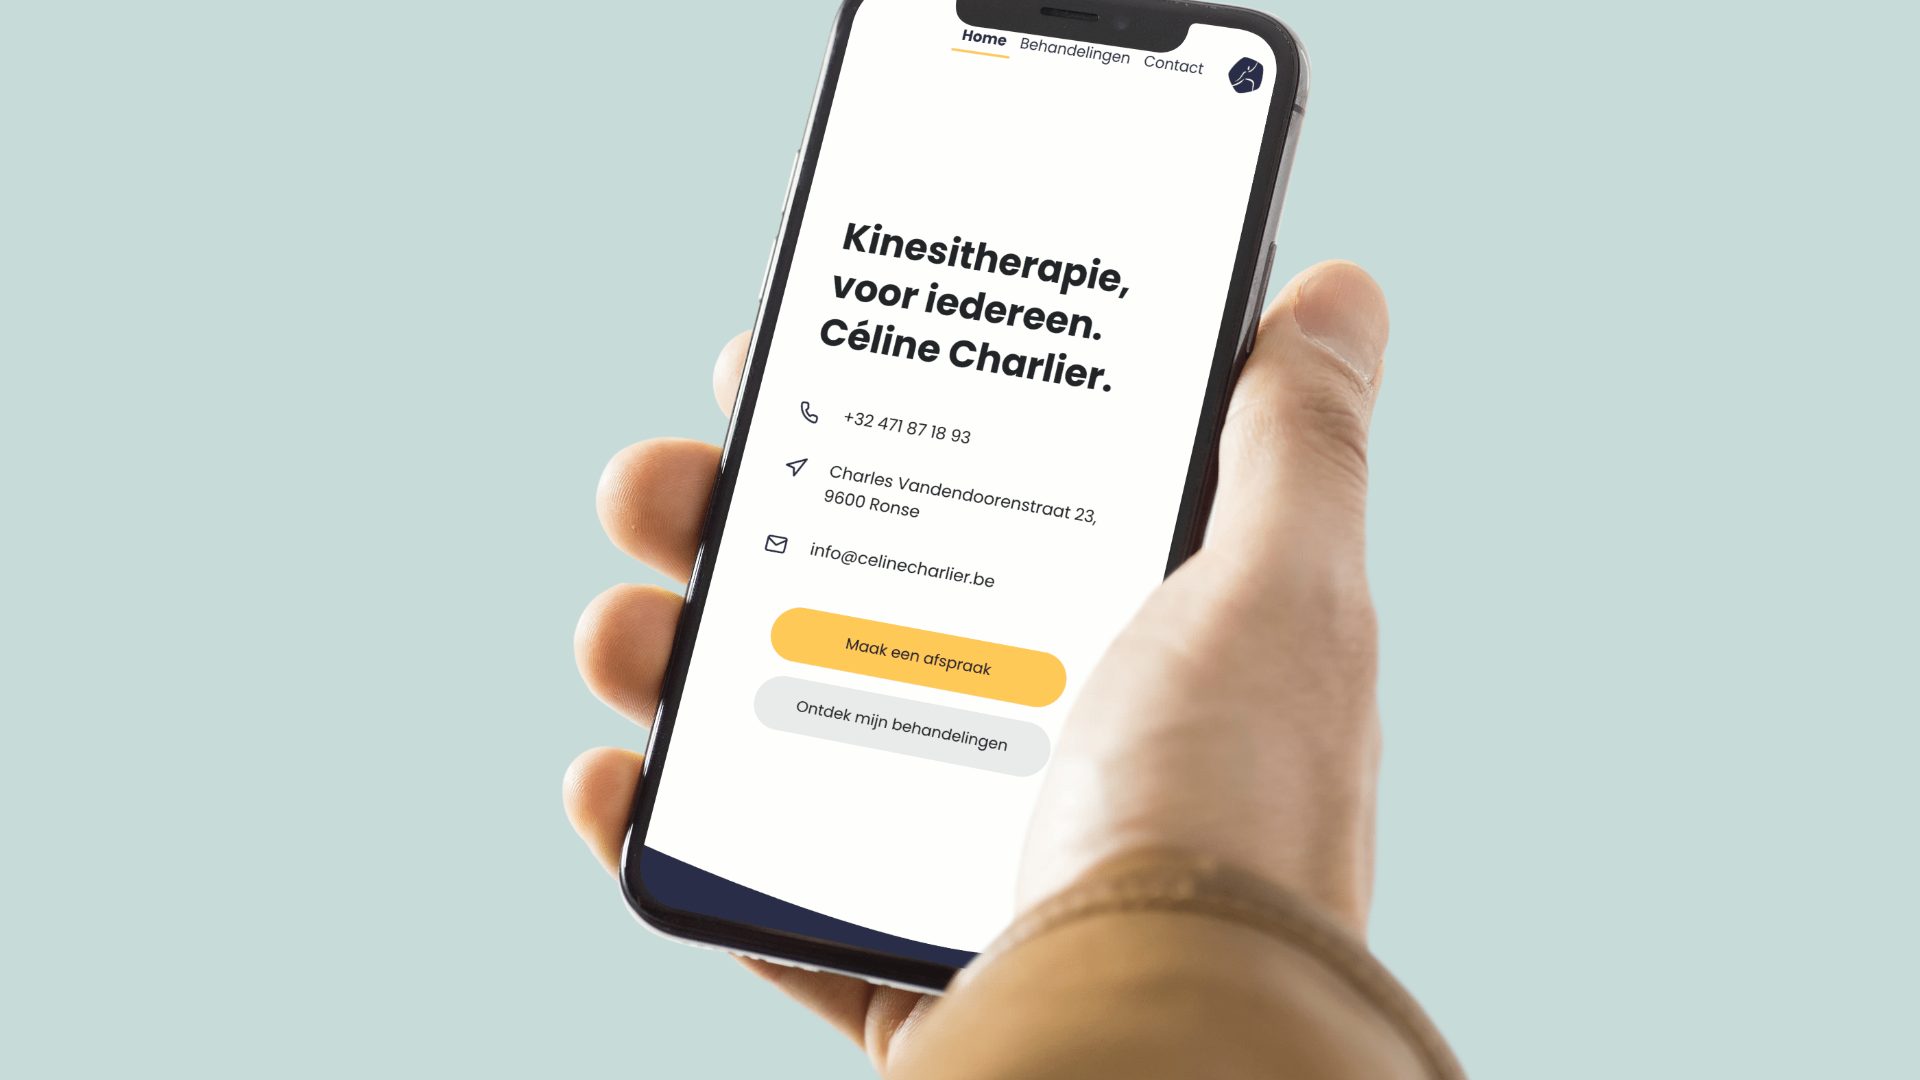 Home Behandelingen Contact
Kinesitherapie,
voor iedereen.
Céline Charlier.
+32 471 87 18 93
Charles Vandendoorenstraat 23,
9600 Ronse
info@celinecharlier.be
Maak een afspraak
Ontdek mijn behandelingen